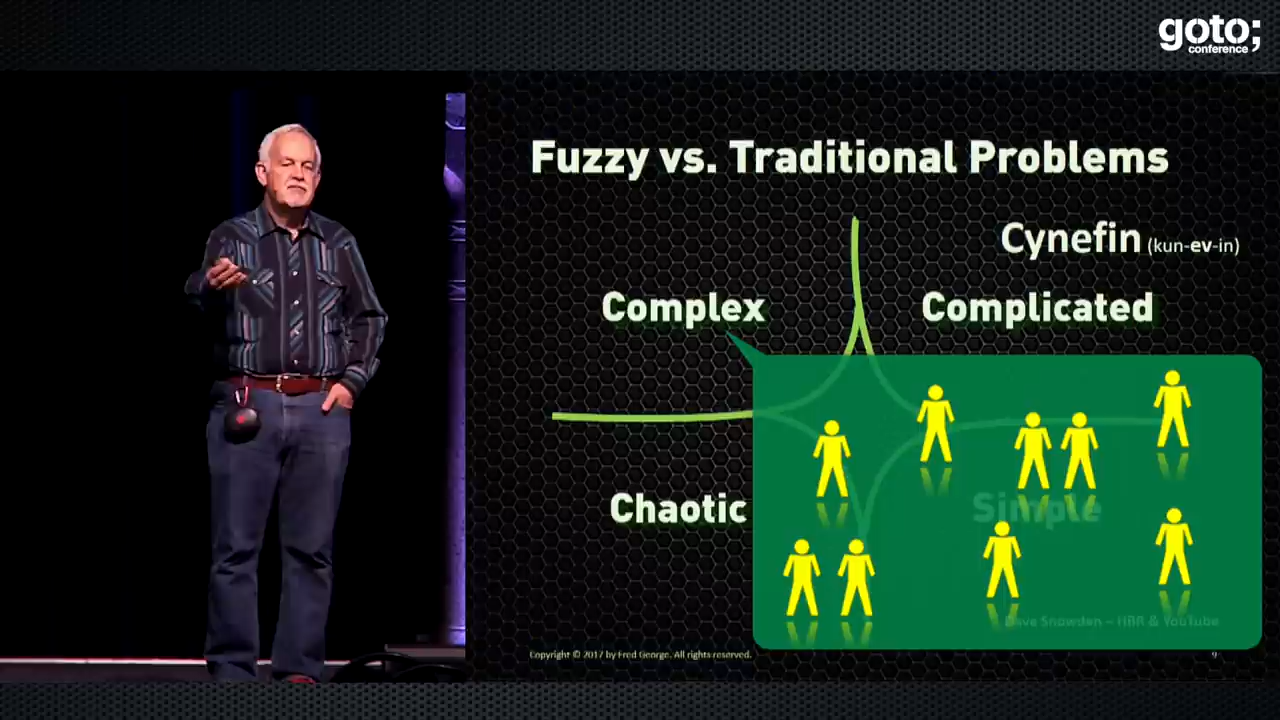 goto;
conference
Fuzzy vs. Traditional Problems
Cynefin (kun-ev-in)
Complex
Complicated
Chaotic
Simple
Dave Snowden – HBR & YouTube
Copyright © 2017 by Fred George. All rights reserved.
9